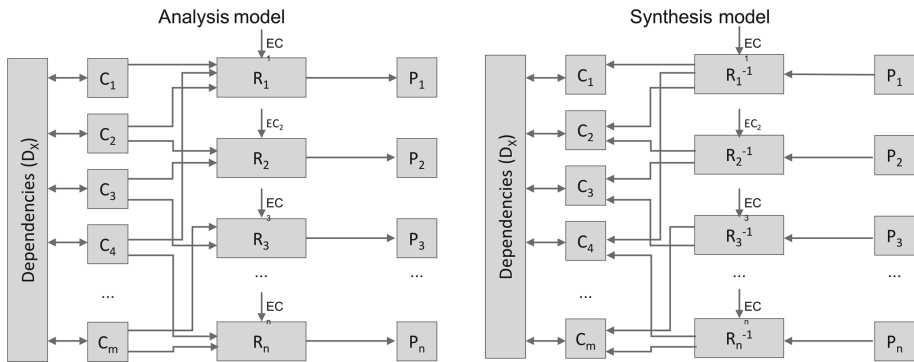 Analysis model
Synthesis model
Dependencies (Dx)
C1
C2
C3
C4
...
Cm
EC1
R1
EC2
R2
EC3
R3
...
ECn
Rn
P1
P2
P3
...
Pn
Dependencies (Dx)
C1
C2
C3
C4
...
Cm
EC1
R1-1
EC2
R2-1
EC3
R3-1
...
ECn
Rn-1
P1
P2
P3
...
Pn